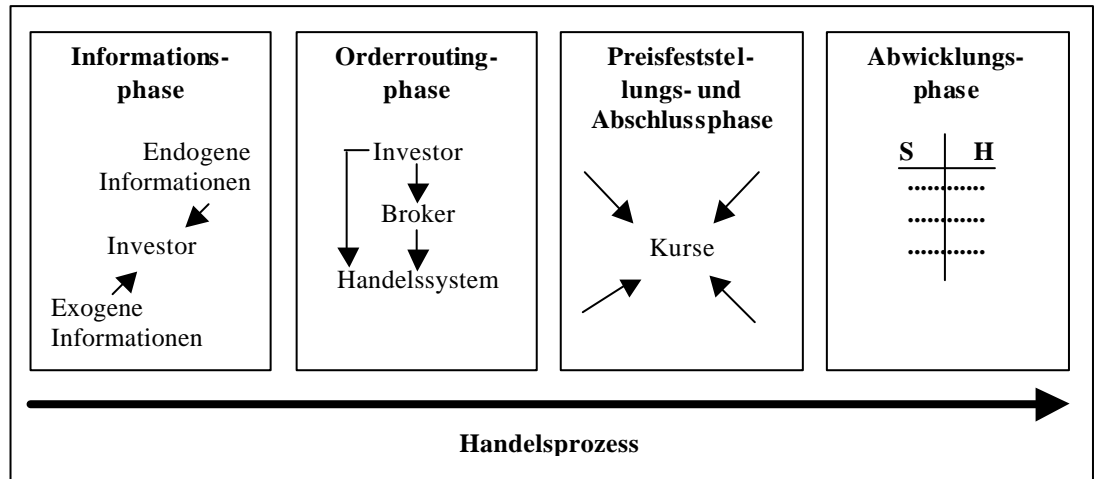 Informations-
phase
Endogene
Informationen
Investor
Exogene
Informationen
Orderrouting-
phase
Investor
Broker
Handelssystem
Preisfeststel-
lungs- und
Abschlussphase
Kurse
Abwicklungs-
phase
S H
............
............
............
Handelsprozess